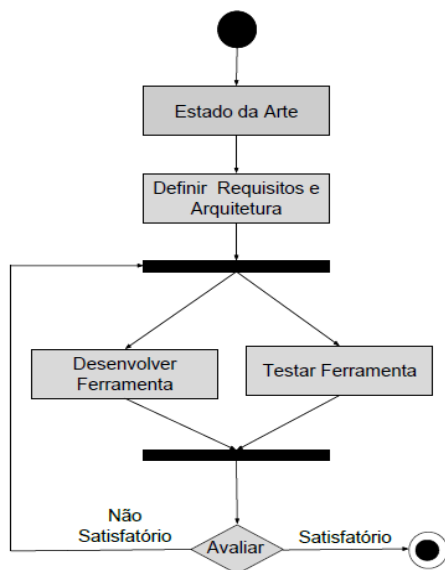 Estado da Arte
Definir Requisitos e
Arquitetura
Desenvolver
Ferramenta
Testar Ferramenta
Não
Satisfatório
Avaliar
Satisfatório